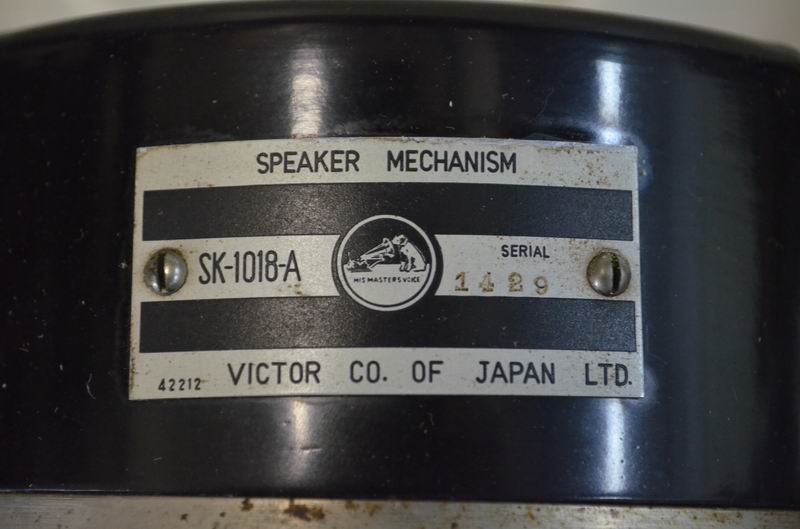 SPEAKER MECHANISM
SK-1018-A
HIS MASTERS VOICE
SERIAL
1429
42212 VICTOR CO. OF JAPAN LTD.